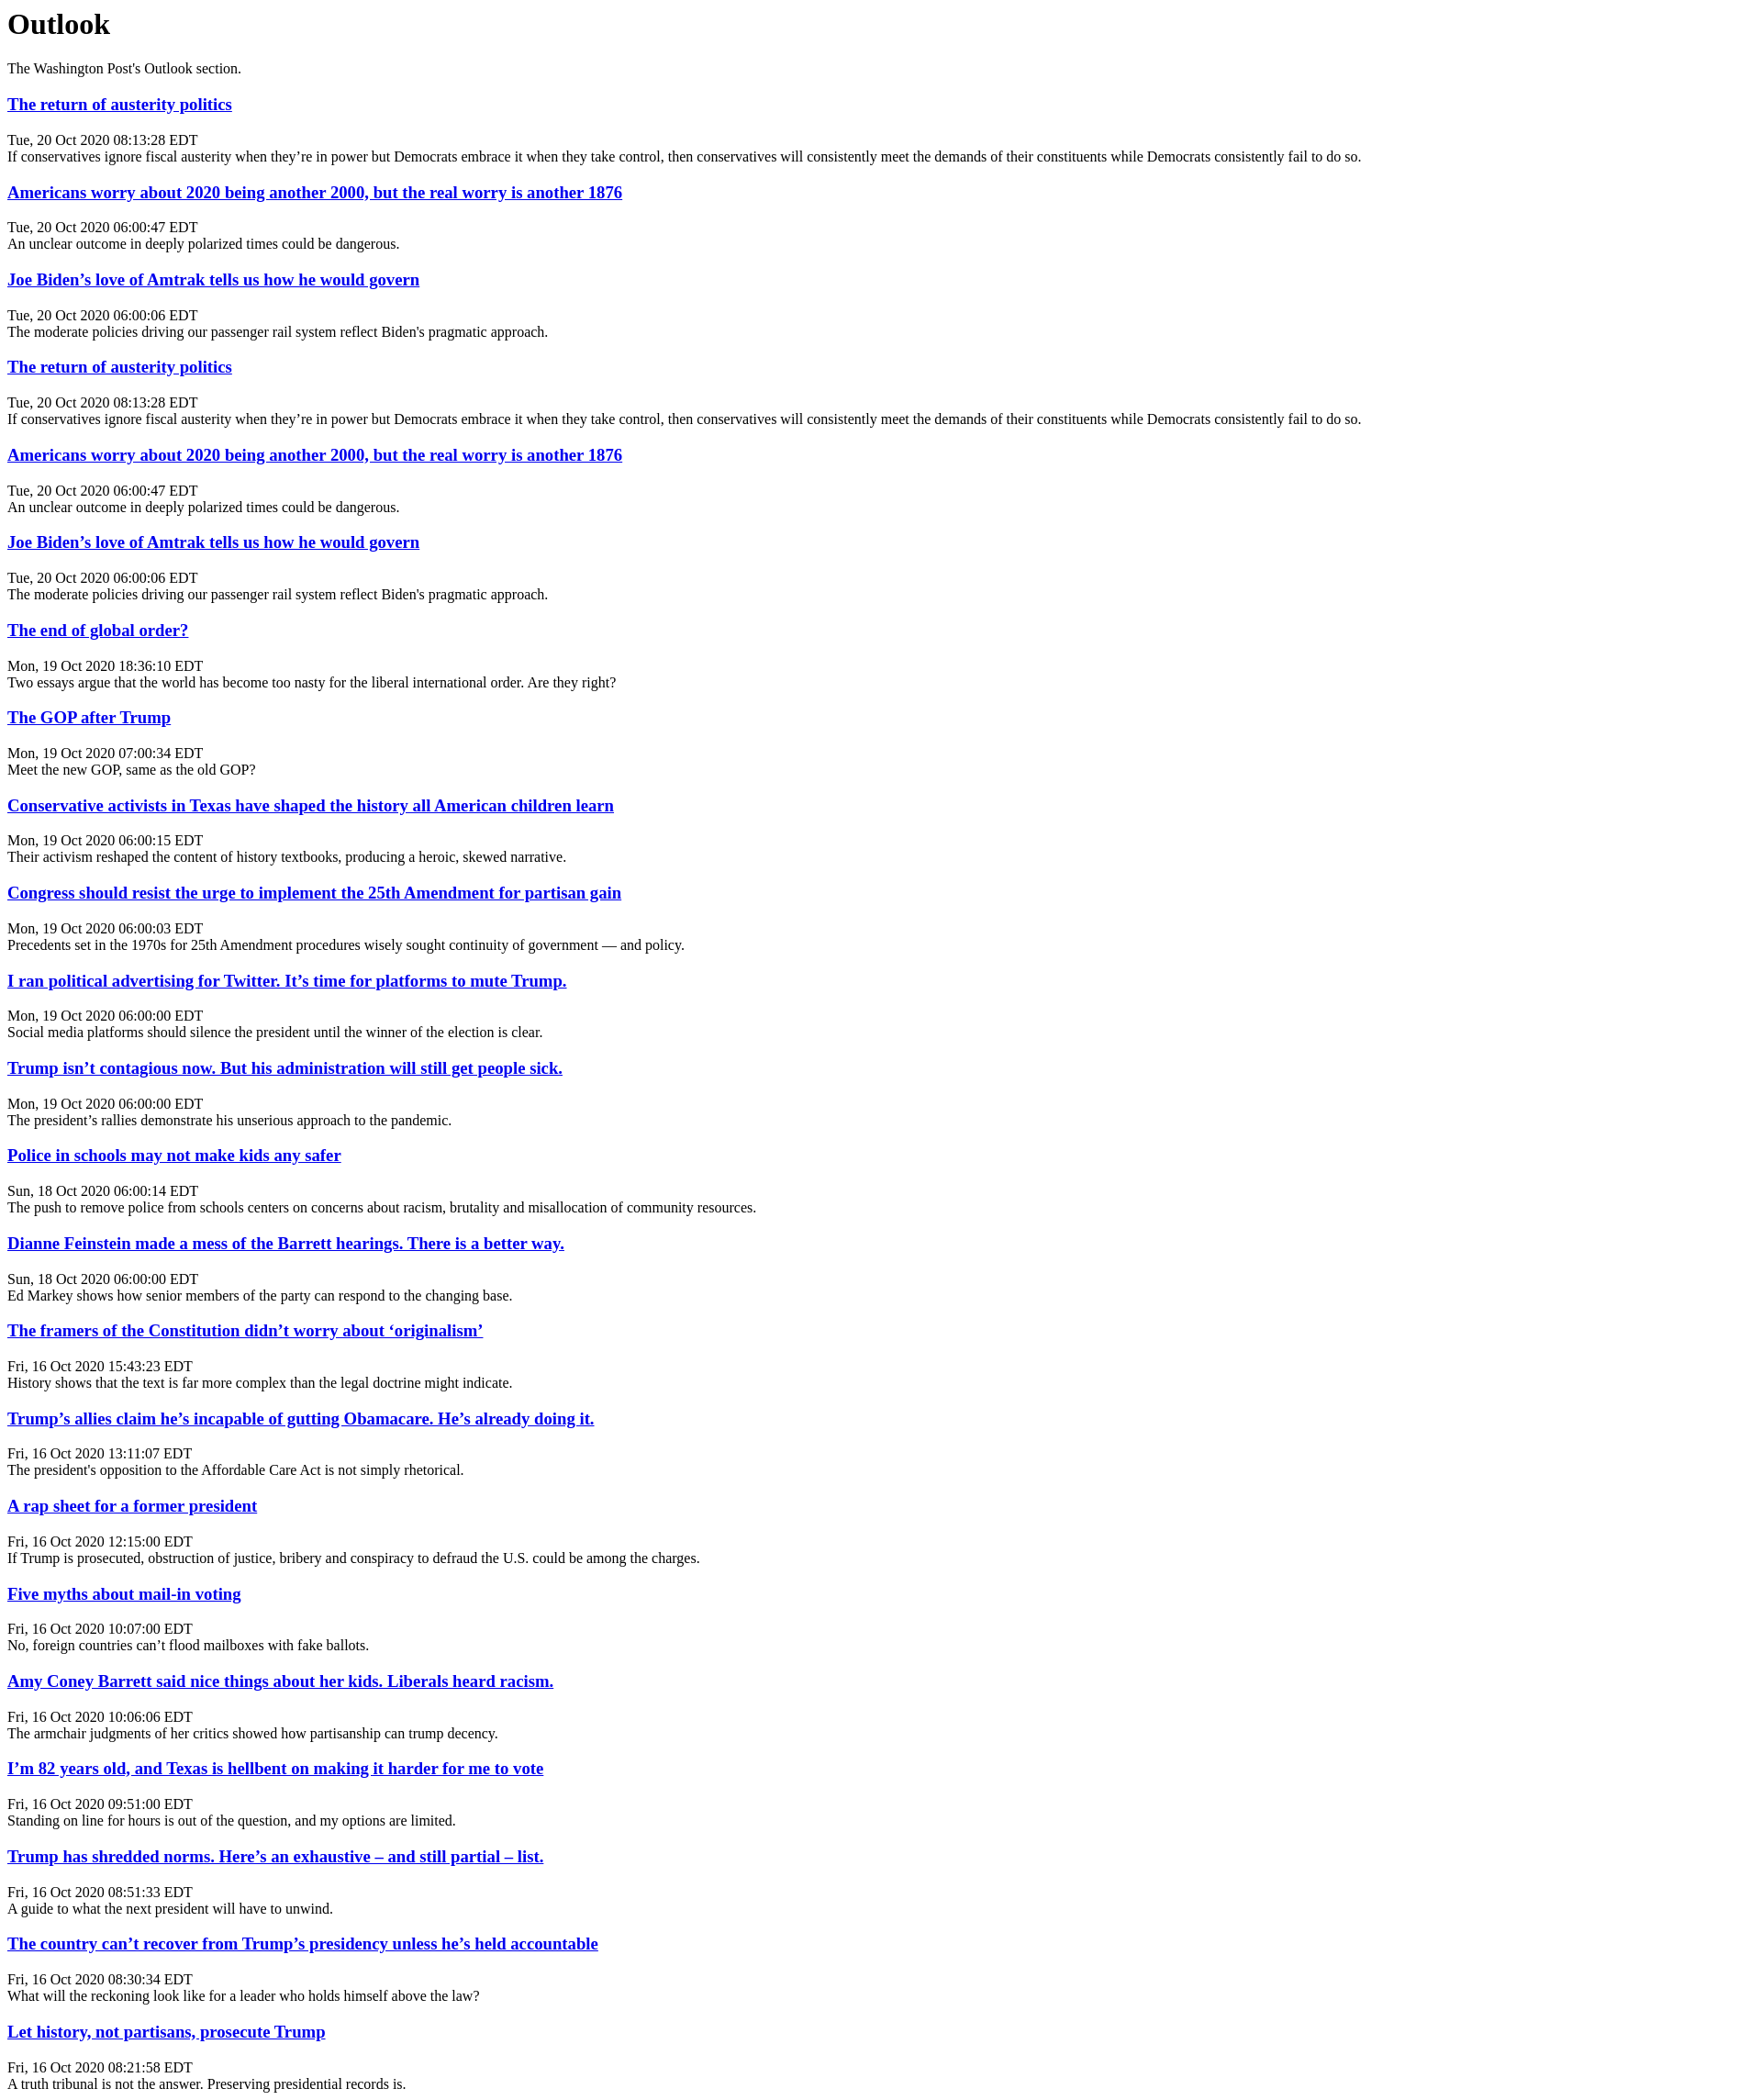 Outlook
The Washington Post's Outlook section.
The return of austerity politics
Tue, 20 Oct 2020 08:13:28 EDT
If conservatives ignore fiscal austerity when they’re in power but Democrats embrace it when they take control, then conservatives will consistently meet the demands of their constituents while Democrats consistently fail to do so.
Americans worry about 2020 being another 2000, but the real worry is another 1876
Tue, 20 Oct 2020 06:00:47 EDT
An unclear outcome in deeply polarized times could be dangerous.
Joe Biden’s love of Amtrak tells us how he would govern
Tue, 20 Oct 2020 06:00:06 EDT
The moderate policies driving our passenger rail system reflect Biden's pragmatic approach.
The return of austerity politics
Tue, 20 Oct 2020 08:13:28 EDT
If conservatives ignore fiscal austerity when they’re in power but Democrats embrace it when they take control, then conservatives will consistently meet the demands of their constituents while Democrats consistently fail to do so.
Americans worry about 2020 being another 2000, but the real worry is another 1876
Tue, 20 Oct 2020 06:00:47 EDT
An unclear outcome in deeply polarized times could be dangerous.
Joe Biden’s love of Amtrak tells us how he would govern
Tue, 20 Oct 2020 06:00:06 EDT
The moderate policies driving our passenger rail system reflect Biden's pragmatic approach.
The end of global order?
Mon, 19 Oct 2020 18:36:10 EDT
Two essays argue that the world has become too nasty for the liberal international order. Are they right?
The GOP after Trump
Mon, 19 Oct 2020 07:00:34 EDT
Meet the new GOP, same as the old GOP?
Conservative activists in Texas have shaped the history all American children learn
Mon, 19 Oct 2020 06:00:15 EDT
Their activism reshaped the content of history textbooks, producing a heroic, skewed narrative.
Congress should resist the urge to implement the 25th Amendment for partisan gain
Mon, 19 Oct 2020 06:00:03 EDT
Precedents set in the 1970s for 25th Amendment procedures wisely sought continuity of government — and policy.
I ran political advertising for Twitter. It’s time for platforms to mute Trump.
Mon, 19 Oct 2020 06:00:00 EDT
Social media platforms should silence the president until the winner of the election is clear.
Trump isn’t contagious now. But his administration will still get people sick.
Mon, 19 Oct 2020 06:00:00 EDT
The president’s rallies demonstrate his unserious approach to the pandemic.
Police in schools may not make kids any safer
Sun, 18 Oct 2020 06:00:14 EDT
The push to remove police from schools centers on concerns about racism, brutality and misallocation of community resources.
Dianne Feinstein made a mess of the Barrett hearings. There is a better way.
Sun, 18 Oct 2020 06:00:00 EDT
Ed Markey shows how senior members of the party can respond to the changing base.
The framers of the Constitution didn’t worry about ‘originalism’
Fri, 16 Oct 2020 15:43:23 EDT
History shows that the text is far more complex than the legal doctrine might indicate.
Trump’s allies claim he’s incapable of gutting Obamacare. He’s already doing it.
Fri, 16 Oct 2020 13:11:07 EDT
The president's opposition to the Affordable Care Act is not simply rhetorical.
A rap sheet for a former president
Fri, 16 Oct 2020 12:15:00 EDT
If Trump is prosecuted, obstruction of justice, bribery and conspiracy to defraud the U.S. could be among the charges.
Five myths about mail-in voting
Fri, 16 Oct 2020 10:07:00 EDT
No, foreign countries can’t flood mailboxes with fake ballots.
Amy Coney Barrett said nice things about her kids. Liberals heard racism.
Fri, 16 Oct 2020 10:06:06 EDT
The armchair judgments of her critics showed how partisanship can trump decency.
I’m 82 years old, and Texas is hellbent on making it harder for me to vote
Fri, 16 Oct 2020 09:51:00 EDT
Standing on line for hours is out of the question, and my options are limited.
Trump has shredded norms. Here’s an exhaustive – and still partial – list.
Fri, 16 Oct 2020 08:51:33 EDT
A guide to what the next president will have to unwind.
The country can’t recover from Trump’s presidency unless he’s held accountable
Fri, 16 Oct 2020 08:30:34 EDT
What will the reckoning look like for a leader who holds himself above the law?
Let history, not partisans, prosecute Trump
Fri, 16 Oct 2020 08:21:58 EDT
A truth tribunal is not the answer. Preserving presidential records is.